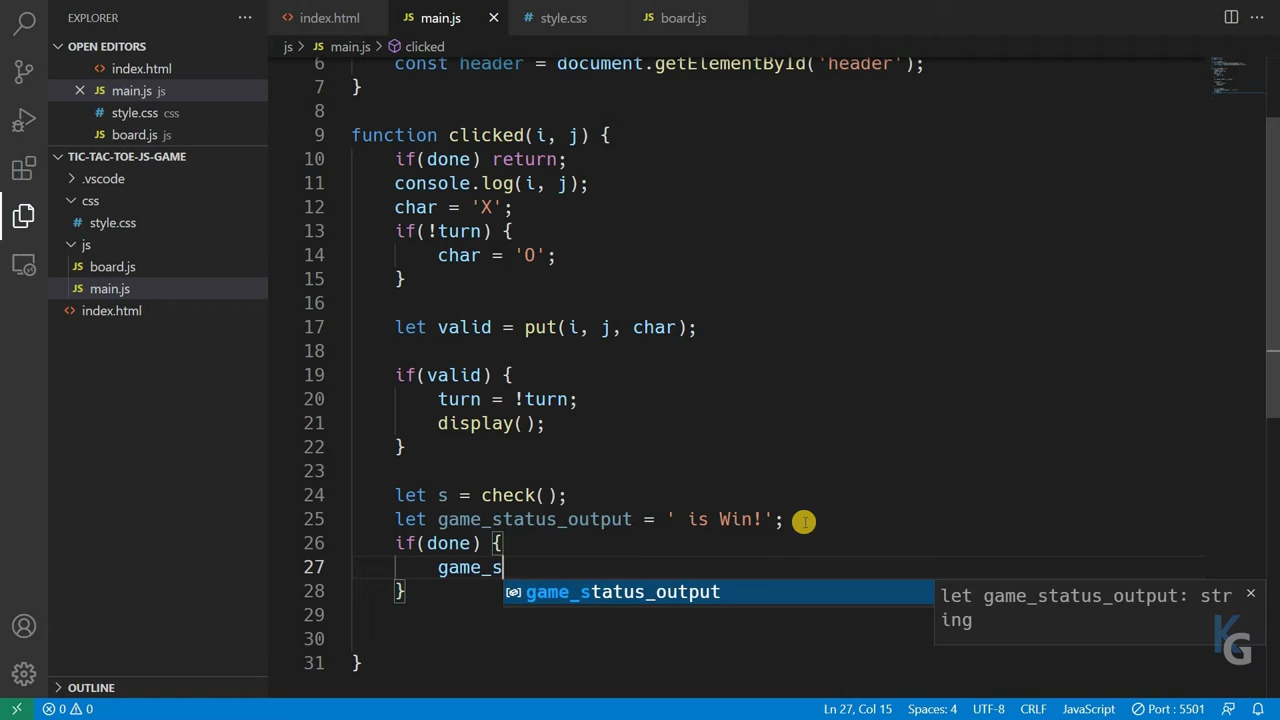 EXPLORER
OPEN EDITORS
index.html
main.js js
style.css css
board.js js
TIC-TAC-TOE-JS-GAME
.vscode
css
style.css
js
board.js
main.js
index.html
OUTLINE
index.html
main.js
style.css
board.js
js > JS main.js > clicked
6 const header = document.getElementById('header');
7 }
8
9 function clicked(i, j) {
10 if(done) return;
11 console.log(i, j);
12 char = 'X';
13 if(!turn) {
14 char = 'O';
15 }
16
17 let valid = put(i, j, char);
18
19 if(valid) {
20 turn = !turn;
21 display();
22 }
23
24 let s = check();
25 let game_status_output = ' is Win!';
26 if(done) {
27 game_s
28 }
29
30
31 }
game_status_output
let game_status_output: str
ing
KG
0 0
Ln 27, Col 15
Spaces: 4
UTF-8
CRLF
JavaScript
Port : 5501